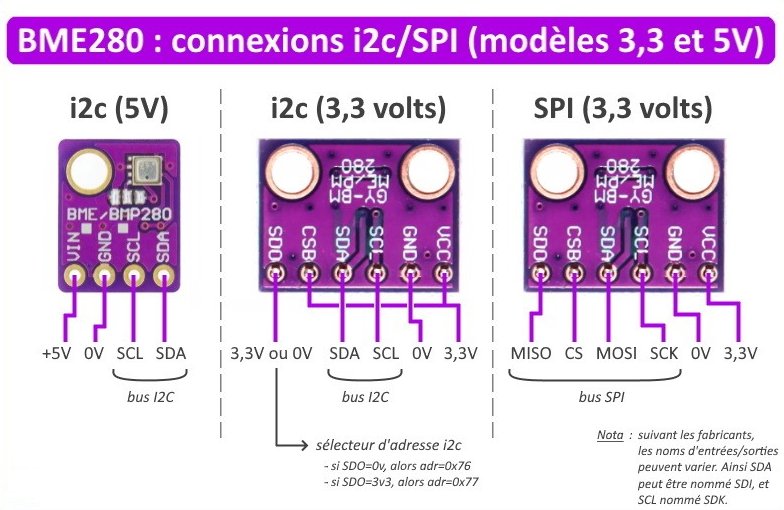 BME280 : connexions i2c/SPI (modèles 3,3 et 5V)
i2c (5V)
BME/BMP280
VIN
GND
SCL
SDA
+5V 0V SCL SDA
bus I2C
i2c (3,3 volts)
GY-BM
ME/PM
280
SDO
CSB
SDA
SCL
GND
VCC
3,3V ou 0V SDA SCL 0V 3,3V
bus I2C
sélecteur d'adresse i2c
- si SDO=0v, alors adr=0x76
- si SDO=3v3, alors adr=0x77
SPI (3,3 volts)
GY-BM
ME/PM
280
SDO
CSB
SDA
SCL
GND
VCC
MISO CS MOSI SCK 0V 3,3V
bus SPI
Nota : suivant les fabricants,
les noms d'entrées/sorties
peuvent varier. Ainsi SDA
peut être nommé SDI, et
SCL nommé SDK.